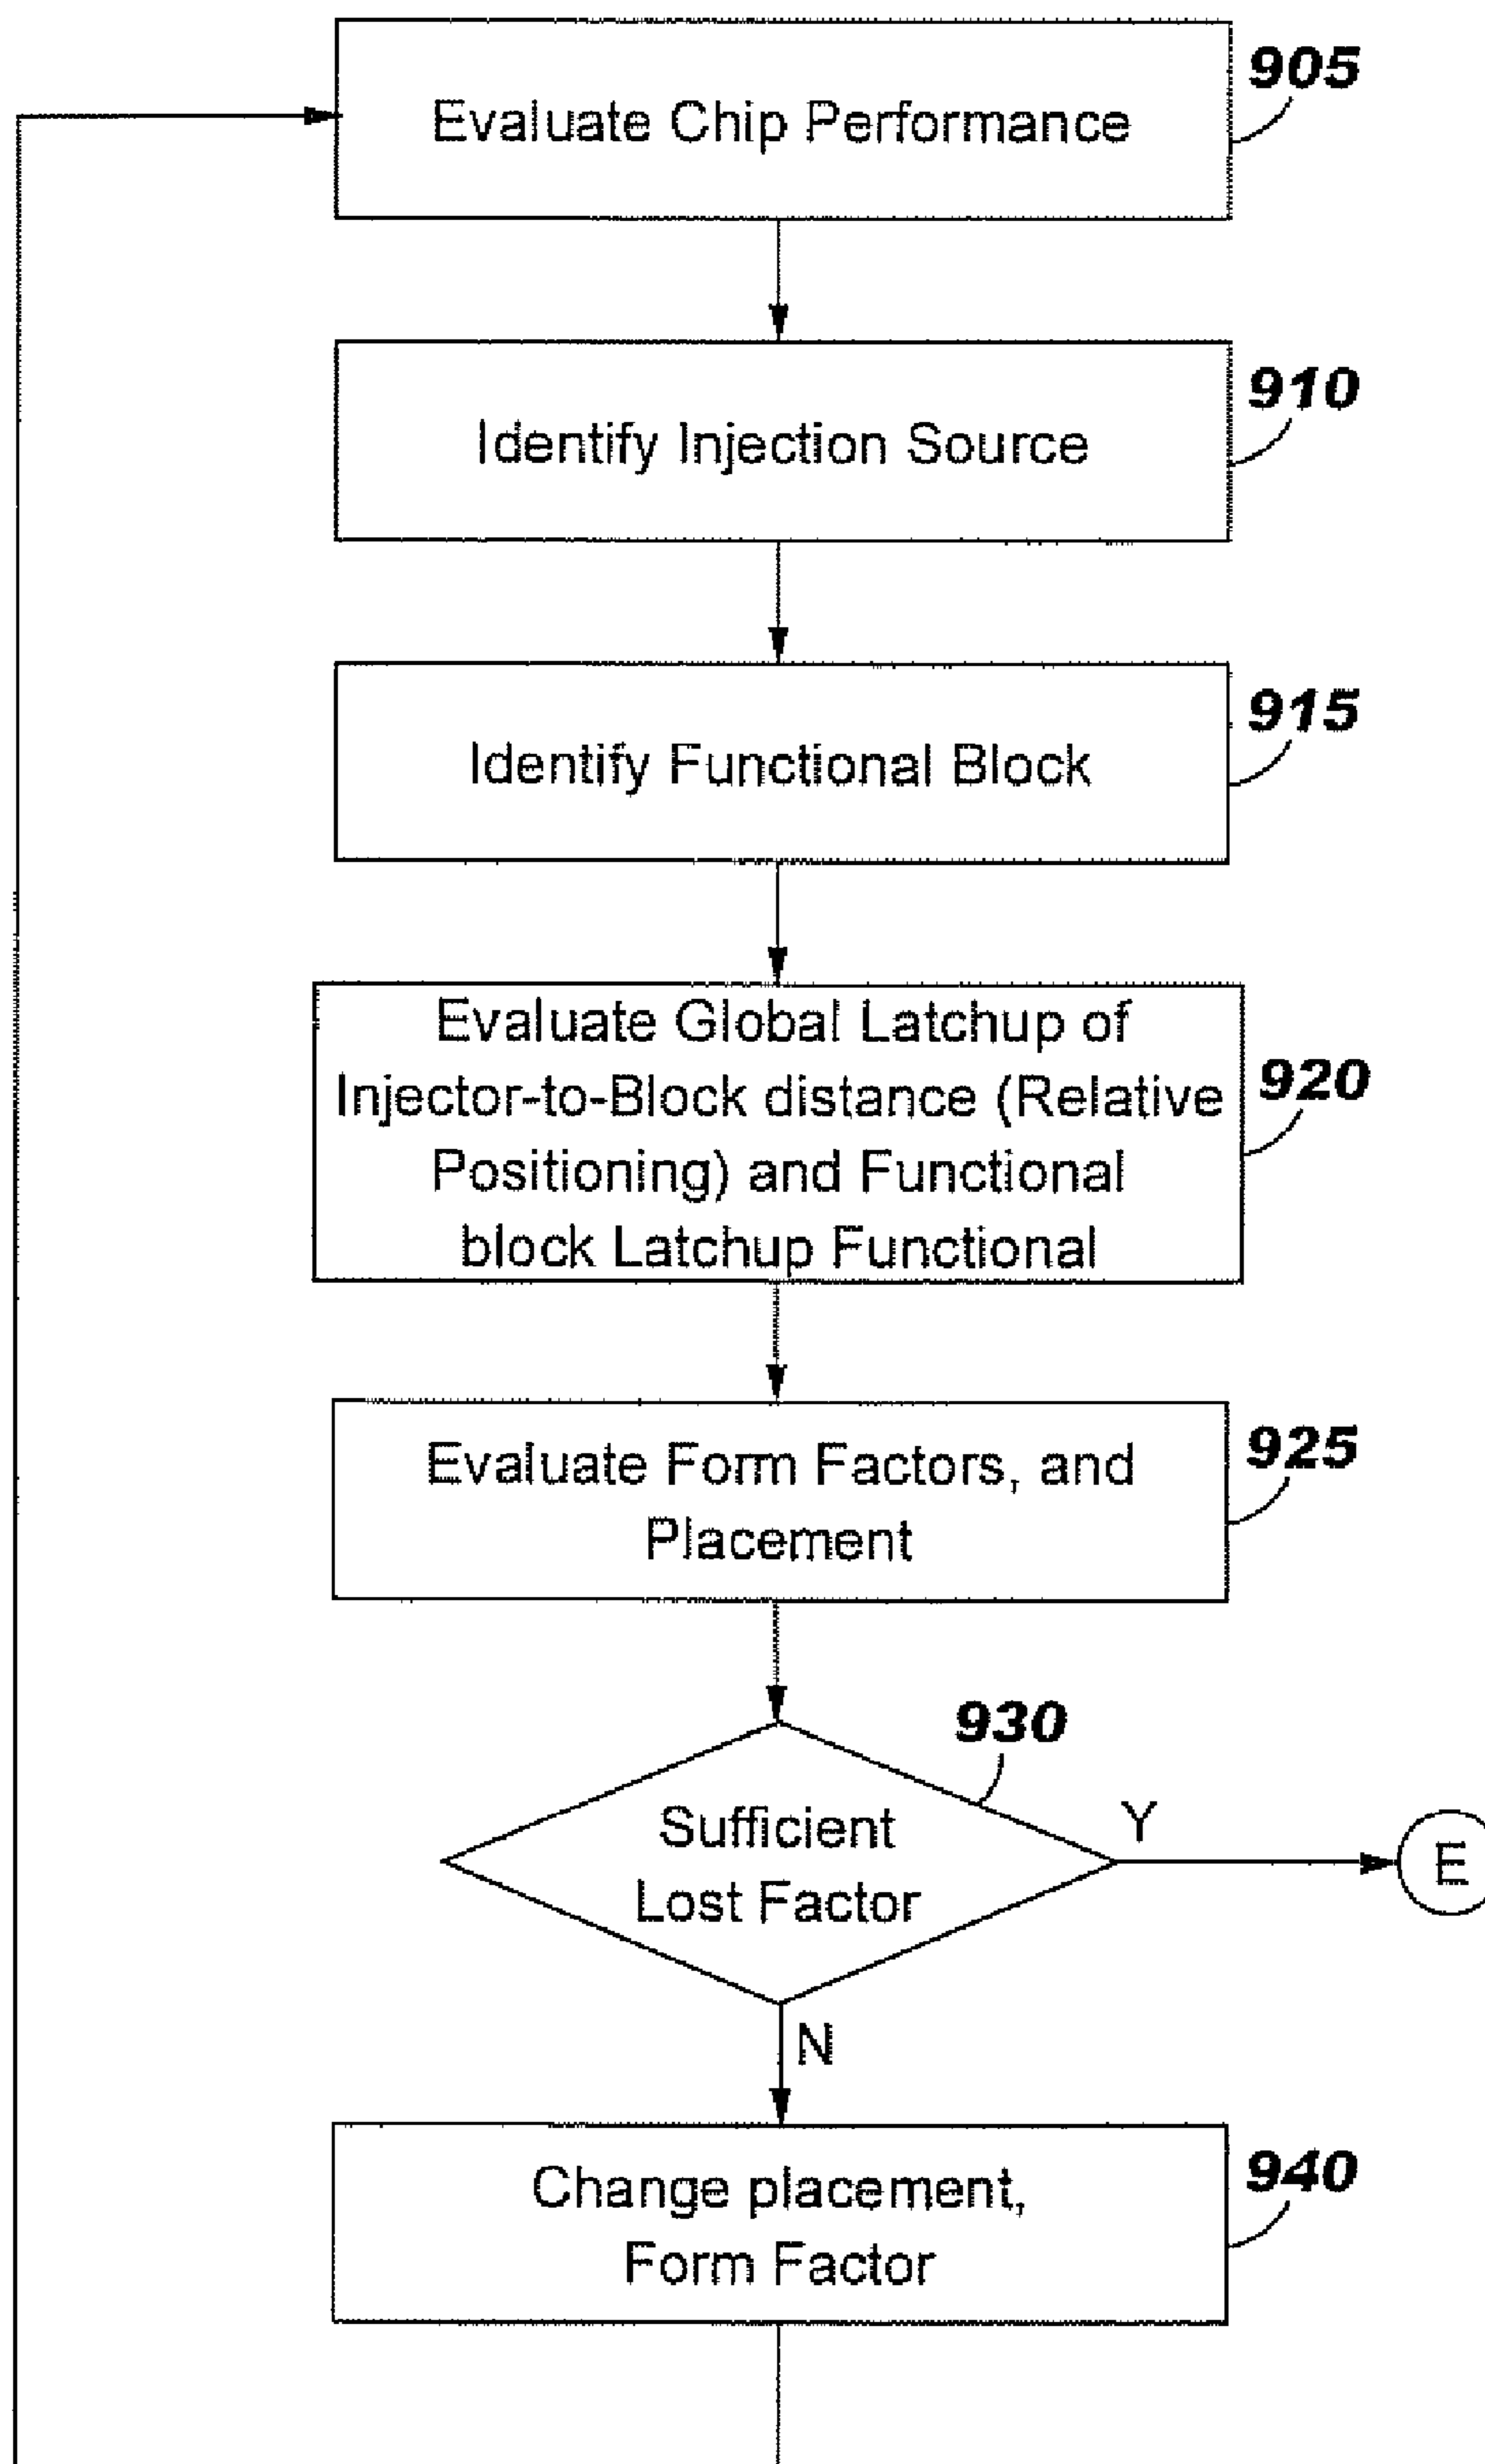 Evaluate Chip Performance
905
Identify Injection Source
910
Identify Functional Block
915
Evaluate Global Latchup of
Injector-to-Block distance (Relative
Positioning) and Functional
block Latchup Functional
920
Evaluate Form Factors, and
Placement
925
930
Sufficient
Lost Factor
Y
E
N
Change placement,
Form Factor
940